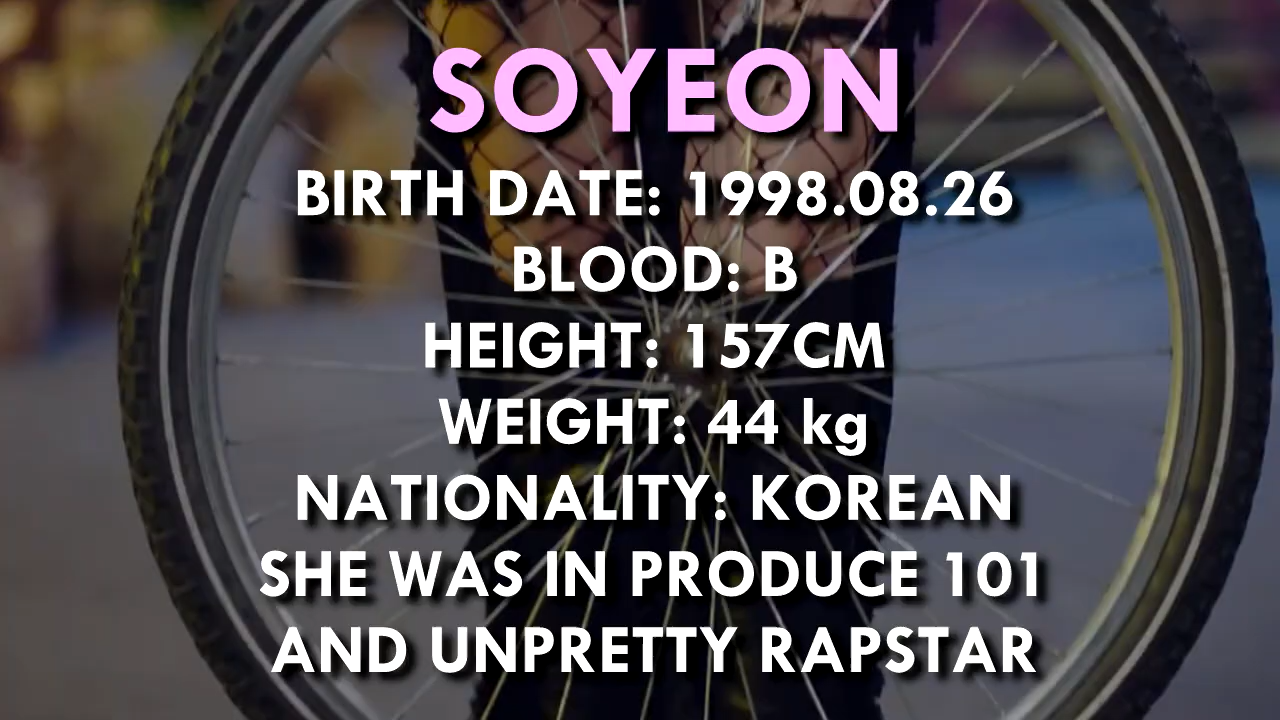 SOYEON
BIRTH DATE: 1998.08.26
BLOOD: B
HEIGHT: 157CM
WEIGHT: 44 kg
NATIONALITY: KOREAN
SHE WAS IN PRODUCE 101
AND UNPRETTY RAPSTAR